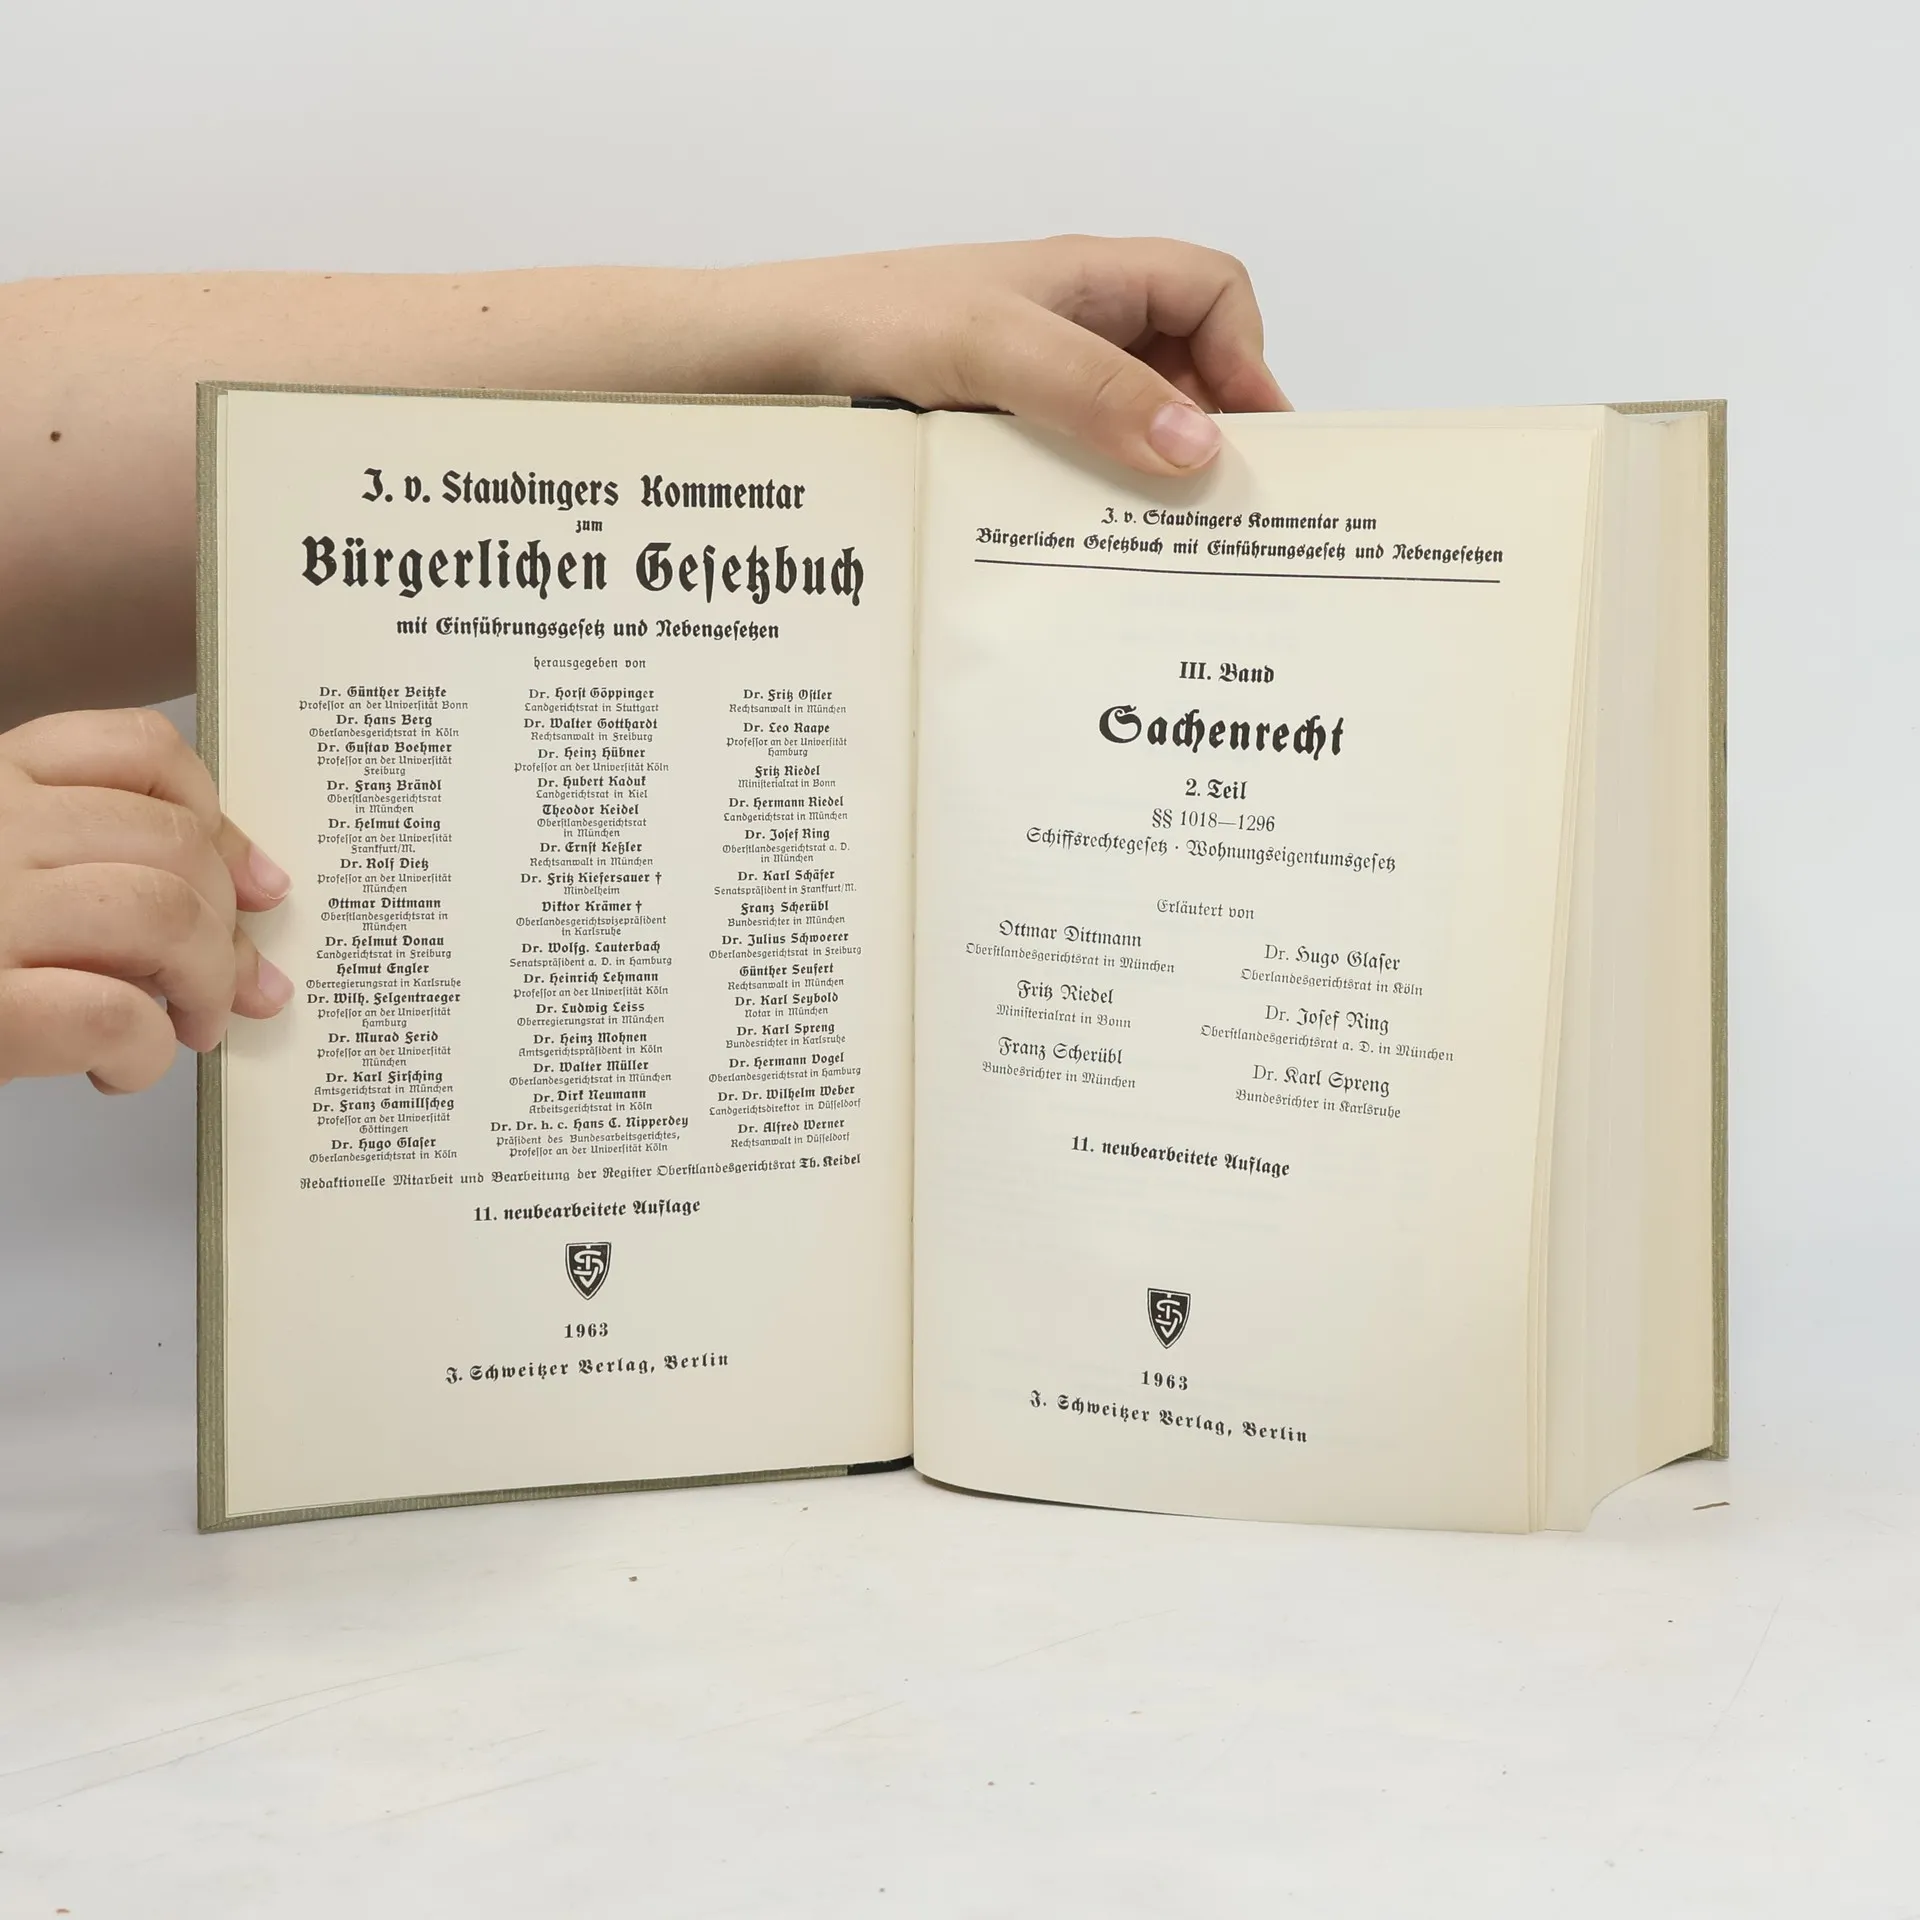 J. v. Staudingers Kommentar
zum
Bürgerlichen Gesetzbuch
mit Einführungsgesetz und Nebengesetzen
herausgegeben von
Dr. Günther Beitzke
Professor an der Universität Bonn
Dr. Hans Berg
Oberlandesgerichtsrat in Köln
Dr. Gustav Boehmer
Professor an der Universität
Freiburg
Dr. Franz Brändl
Oberstlandesgerichtsrat
in München
Dr. Helmut Coing
Professor an der Universität
Frankfurt/M.
Dr. Rolf Dietz
Professor an der Universität
München
Ottmar Dittmann
Oberstlandesgerichtsrat in
München
Dr. Helmut Donau
Landgerichtsrat in Freiburg
Helmut Engler
Oberregierungsrat in Karlsruhe
Dr. Wilh. Felgentraeger
Professor an der Universität
Hamburg
Dr. Murad Ferid
Professor an der Universität
München
Dr. Karl Firsching
Amtsgerichtsrat in München
Dr. Franz Gamillscheg
Professor an der Universität
Göttingen
Dr. Hugo Glaser
Oberlandesgerichtsrat in Köln
Dr. Horst Göppinger
Landgerichtsrat in Stuttgart
Dr. Walter Gotthardt
Rechtsanwalt in Freiburg
Dr. Heinz Hübner
Professor an der Universität Köln
Dr. Hubert Kaduk
Landgerichtsrat in Kiel
Theodor Keidel
Oberstlandesgerichtsrat
in München
Dr. Ernst Keßler
Rechtsanwalt in München
Dr. Fritz Kiefersauer †
Mindelheim
Viktor Krämer †
Oberlandesgerichtsvizepräsident
in Karlsruhe
Dr. Wolfg. Lauterbach
Senatspräsident a. D. in Hamburg
Dr. Heinrich Lehmann
Professor an der Universität Köln
Dr. Ludwig Leiss
Oberregierungsrat in München
Dr. Heinz Mohnen
Amtsgerichtspräsident in Köln
Dr. Walter Müller
Oberlandesgerichtsrat in München
Dr. Dirk Neumann
Arbeitsgerichtsrat in Köln
Dr. Dr. h. c. Hans C. Nipperdey
Präsident des Bundesarbeitsgerichtes,
Professor an der Universität Köln
Dr. Fritz Ostler
Rechtsanwalt in München
Dr. Leo Raape
Professor an der Universität
Hamburg
Fritz Riedel
Ministerialrat in Bonn
Dr. Hermann Riedel
Landgerichtsrat in München
Dr. Josef Ring
Oberstlandesgerichtsrat a. D.
in München
Dr. Karl Schäfer
Senatspräsident in Frankfurt/M.
Franz Scherübl
Bundesrichter in München
Dr. Julius Schwoerer
Oberlandesgerichtsrat in Freiburg
Günther Seufert
Rechtsanwalt in München
Dr. Karl Seybold
Notar in München
Dr. Karl Spreng
Bundesrichter in Karlsruhe
Dr. Hermann Vogel
Oberlandesgerichtsrat in Hamburg
Dr. Dr. Wilhelm Weber
Landgerichtsdirektor in Düsseldorf
Dr. Alfred Werner
Rechtsanwalt in Düsseldorf
Redaktionelle Mitarbeit und Bearbeitung der Register Oberstlandesgerichtsrat Th. Keidel
11. neubearbeitete Auflage
1963
J. Schweitzer Verlag, Berlin
J. v. Staudingers Kommentar zum
Bürgerlichen Gesetzbuch mit Einführungsgesetz und Nebengesetzen
III. Band
Sachenrecht
2. Teil
§§ 1018—1296
Schiffsrechtegesetz · Wohnungseigentumsgesetz
Erläutert von
Ottmar Dittmann
Oberstlandesgerichtsrat in München
Fritz Riedel
Ministerialrat in Bonn
Franz Scherübl
Bundesrichter in München
Dr. Hugo Glaser
Oberlandesgerichtsrat in Köln
Dr. Josef Ring
Oberstlandesgerichtsrat a. D. in München
Dr. Karl Spreng
Bundesrichter in Karlsruhe
11. neubearbeitete Auflage
1963
J. Schweitzer Verlag, Berlin